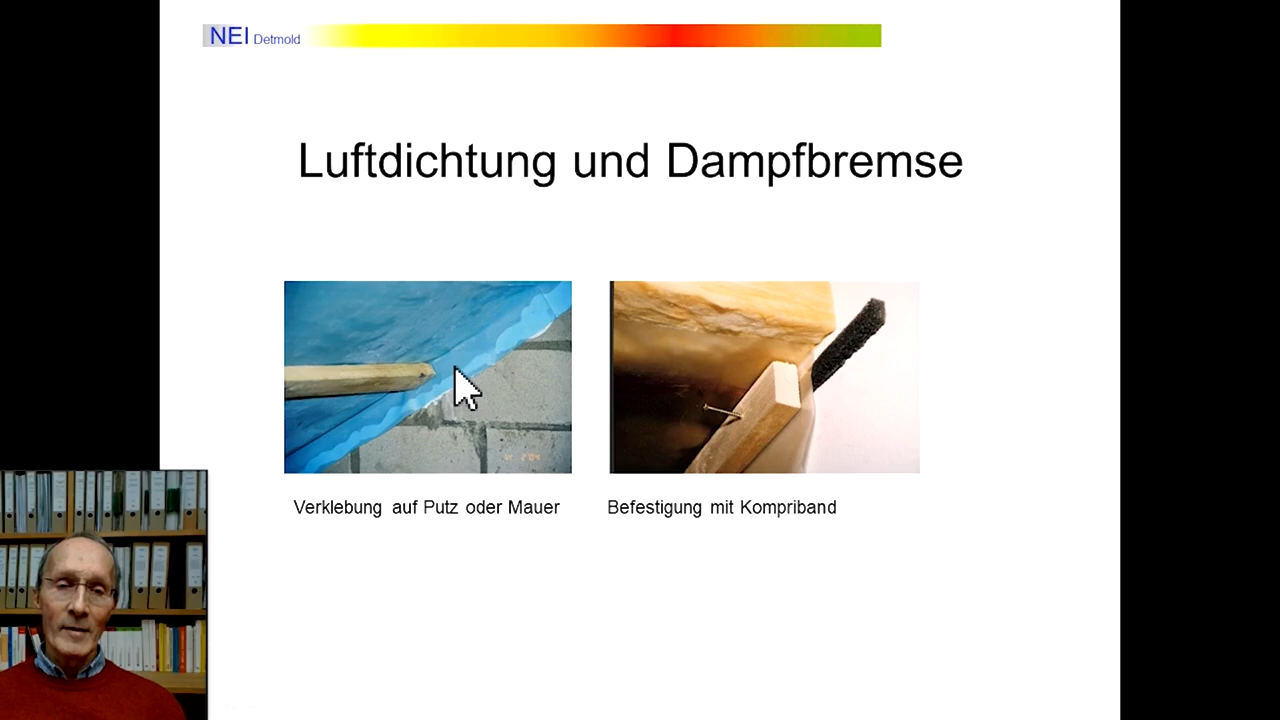 NEI Detmold
Luftdichtung und Dampfbremse
Verklebung auf Putz oder Mauer
Befestigung mit Kompriband